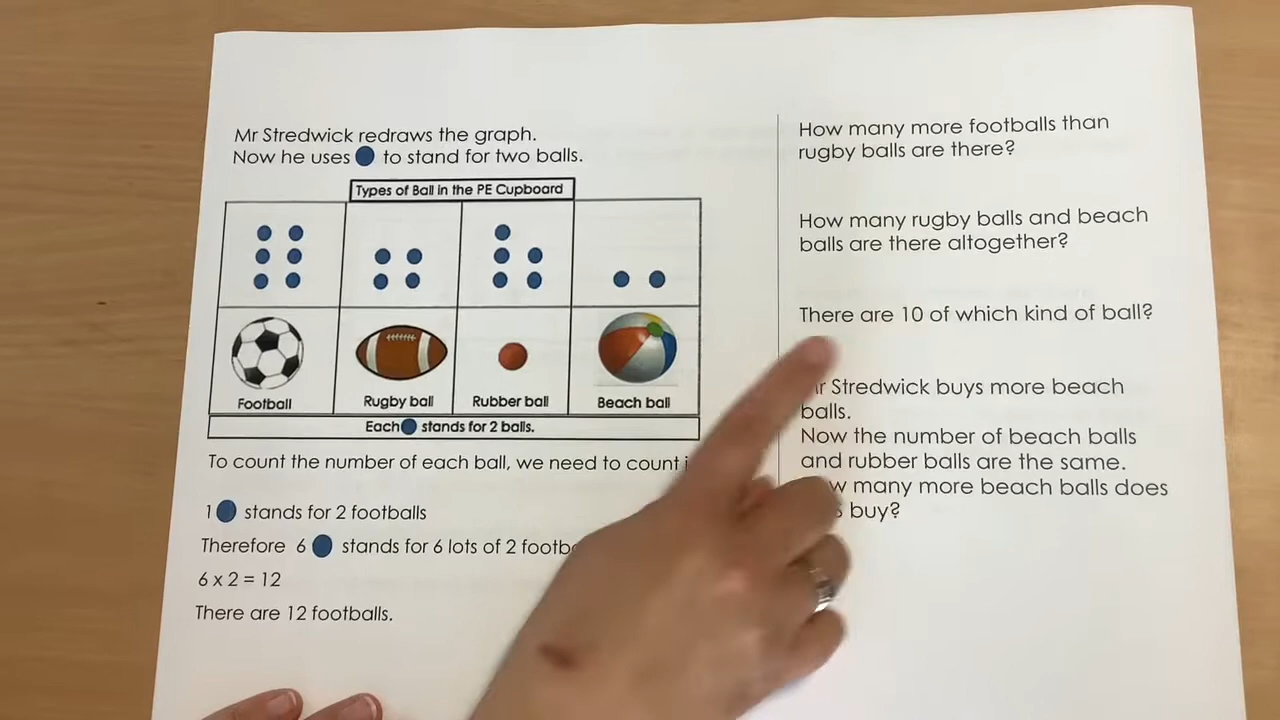 Mr Stredwick redraws the graph.
Now he uses to stand for two balls.
Types of Ball in the PE Cupboard
Football
Rugby ball
Rubber ball
Beach ball
Each stands for 2 balls.
To count the number of each ball, we need to count
1 stands for 2 footballs
Therefore 6 stands for 6 lots of 2
6 x 2 = 12
There are 12 footballs.
How many more footballs than
rugby balls are there?
How many rugby balls and beach
balls are there altogether?
There are 10 of which kind of ball?
Stredwick buys more beach
balls.
Now the number of beach balls
and rubber balls are the same.
many more beach balls does
buy?